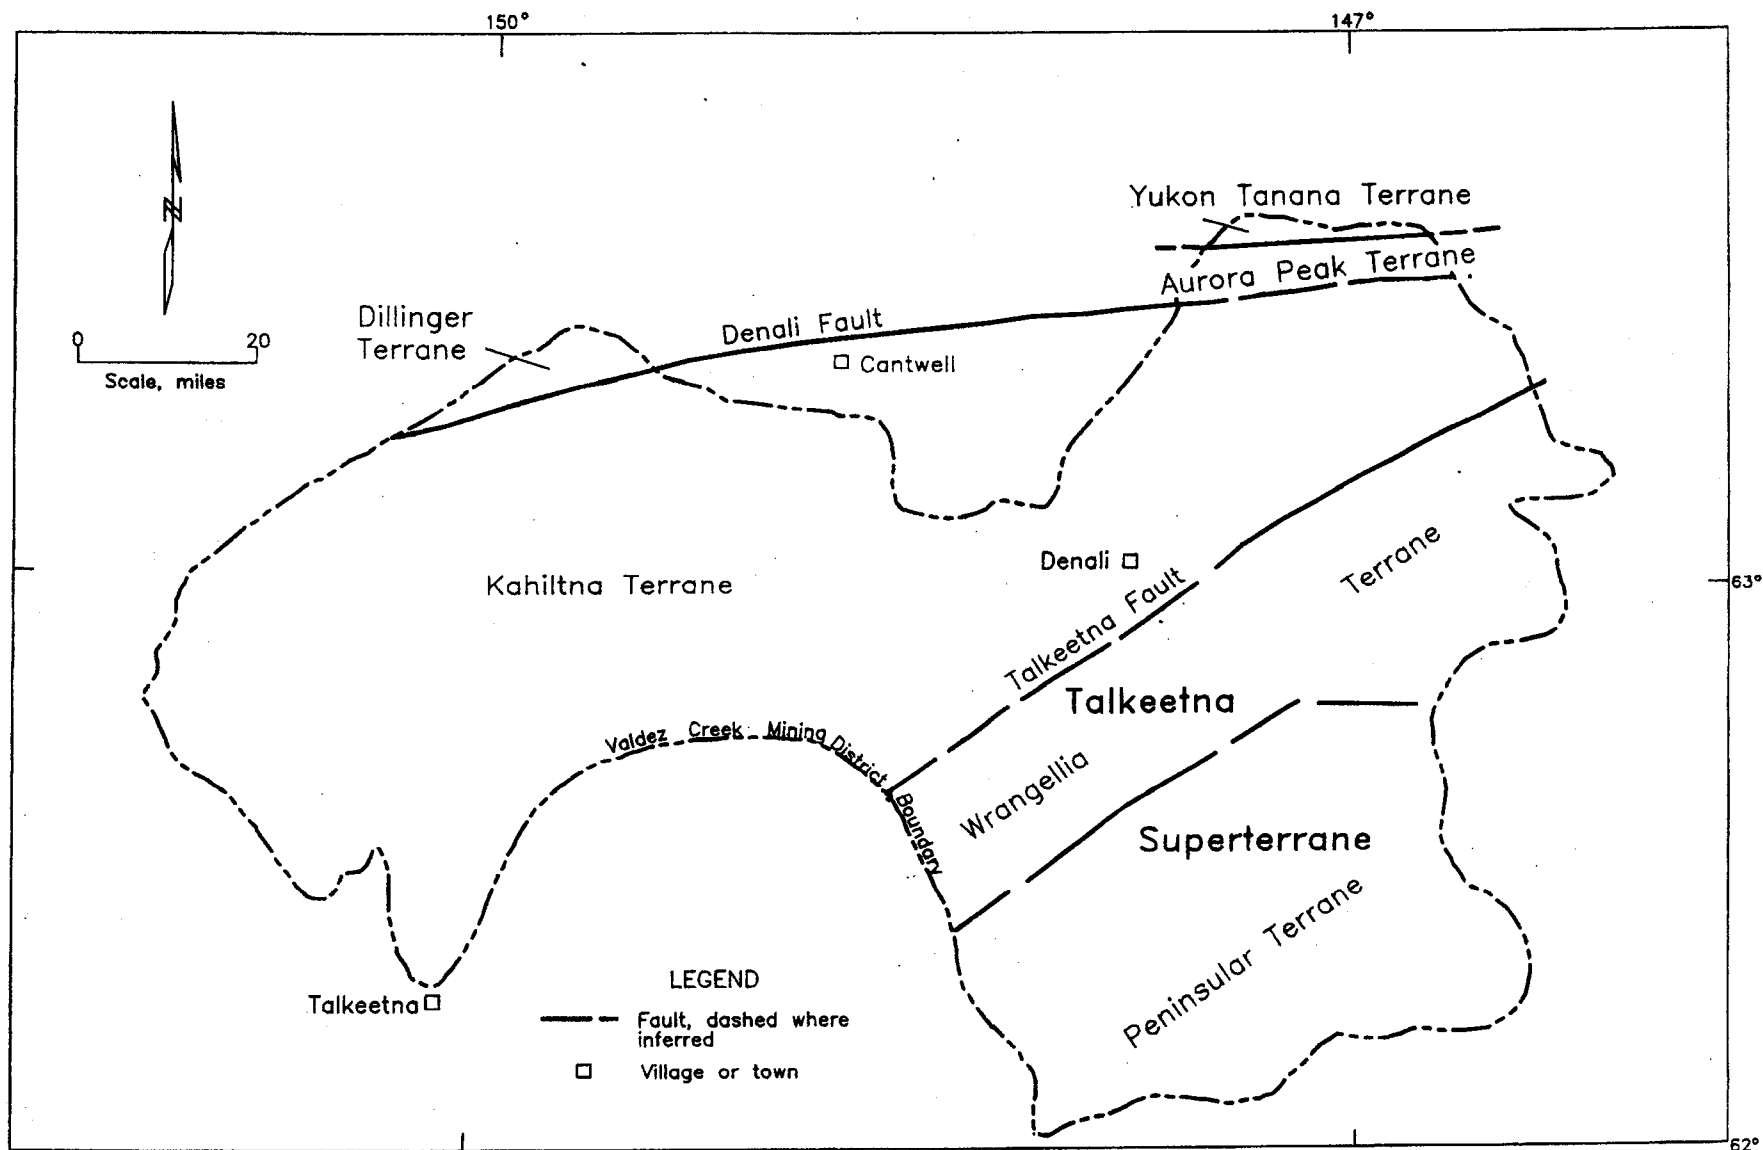 150°
147°
N
Yukon Tanana Terrane
Aurora Peak Terrane
Dillinger
Terrane
Denali Fault
0
20
Scale, miles
Cantwell
Denali
63°
Kahiltna Terrane
Terrane
Talkeetna Fault
Talkeetna
Valdez Creek Mining District Boundary
Wrangellia
Superterrane
Peninsular Terrane
Talkeetna
LEGEND
Fault, dashed where
inferred
Village or town
62°